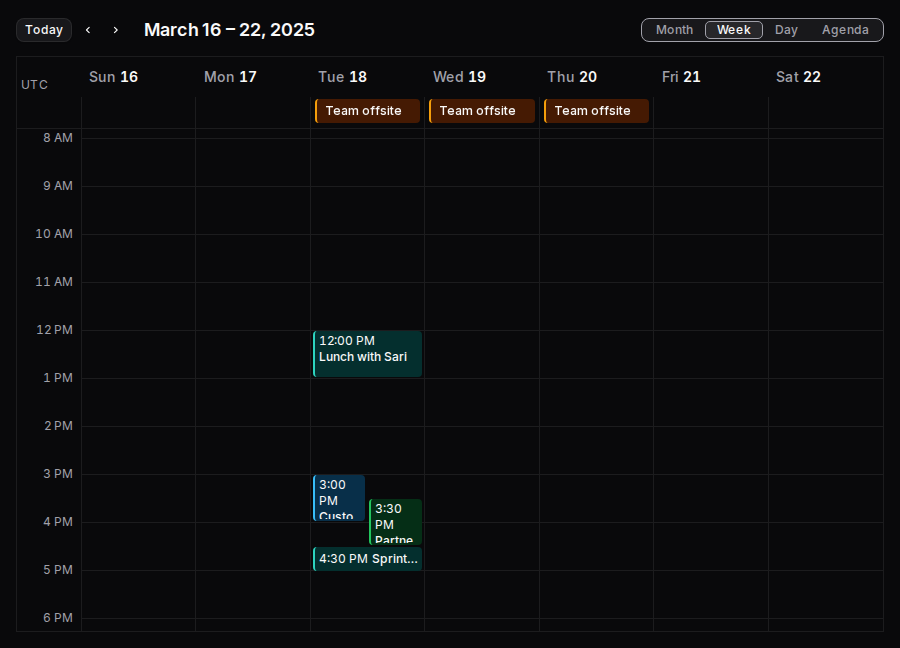 Today
March 16 – 22, 2025
Month Week Day Agenda
UTC
Sun 16
Mon 17
Tue 18
Wed 19
Thu 20
Fri 21
Sat 22
Team offsite
Team offsite
Team offsite
8 AM
9 AM
10 AM
11 AM
12 PM
12:00 PM
Lunch with Sari
1 PM
2 PM
3 PM
3:00
PM
Custo
3:30
PM
Partne
4 PM
4:30 PM Sprint...
5 PM
6 PM